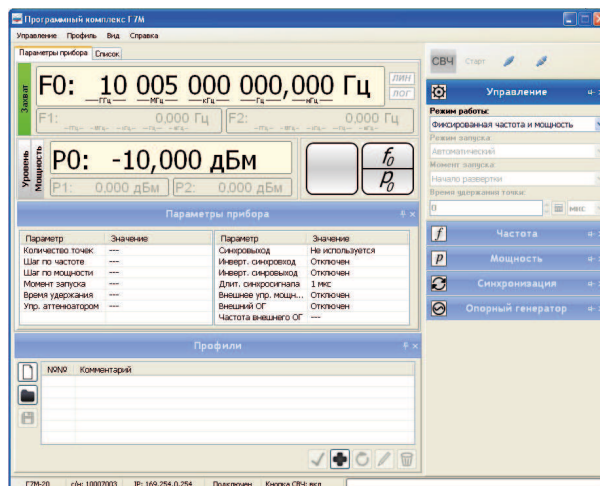 Программный комплекс Г7М
Управление Профиль Вид Справка
Параметры прибора Список
СВЧ Старт
Захват
F0: 10 005 000 000,000 Гц
ГГц МГц кГц Гц мГц
ЛИН
ЛОГ
F1: 0,000 Гц F2: 0,000 Гц
Уровень
Мощность
P0: -10,000 дБм
P1: 0,000 дБм P2: 0,000 дБм
f0
P0
Управление
Режим работы:
Фиксированная частота и мощность
Режим запуска:
Автоматический
Момент запуска:
Начало развертки
Время удержания точки:
0 мкс
f Частота
p Мощность
Синхронизация
Опорный генератор
Параметры прибора
Параметр Значение Параметр Значение
Количество точек --- Синхровыход Не используется
Шаг по частоте --- Инверт. синхровход Отключен
Шаг по мощности --- Инверт. синхровыход Отключен
Момент запуска --- Длит. синхросигнала 1 мкс
Время удержания --- Внешнее упр. мощн... Отключен
Упр. аттенюатором --- Внешний ОГ Отключен
Частота внешнего ОГ ---
Профили
№№ Комментарий
Г7М-20 с/н: 10007003 IP: 169.254.0.254 Подключен Кнопка СВЧ: вкл